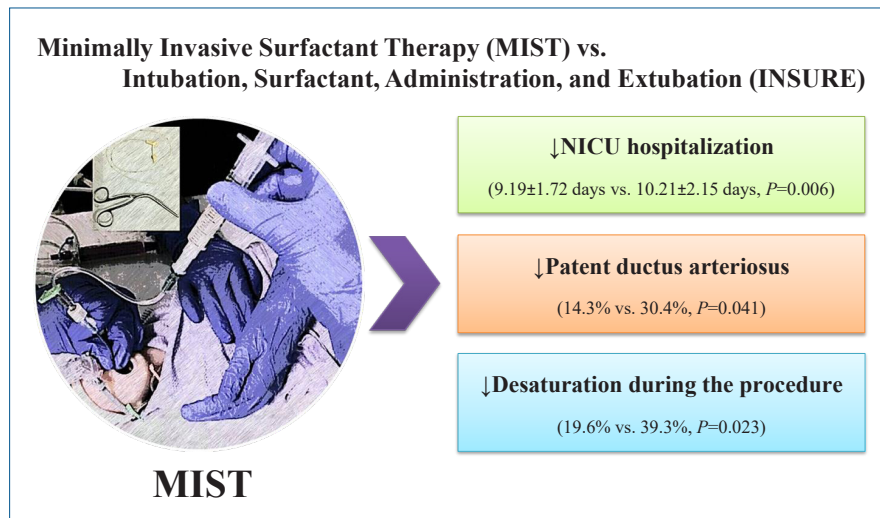 Minimally Invasive Surfactant Therapy (MIST) vs.
Intubation, Surfactant, Administration, and Extubation (INSURE)
↓NICU hospitalization
(9.19±1.72 days vs. 10.21±2.15 days, P=0.006)
↓Patent ductus arteriosus
(14.3% vs. 30.4%, P=0.041)
↓Desaturation during the procedure
(19.6% vs. 39.3%, P=0.023)
MIST